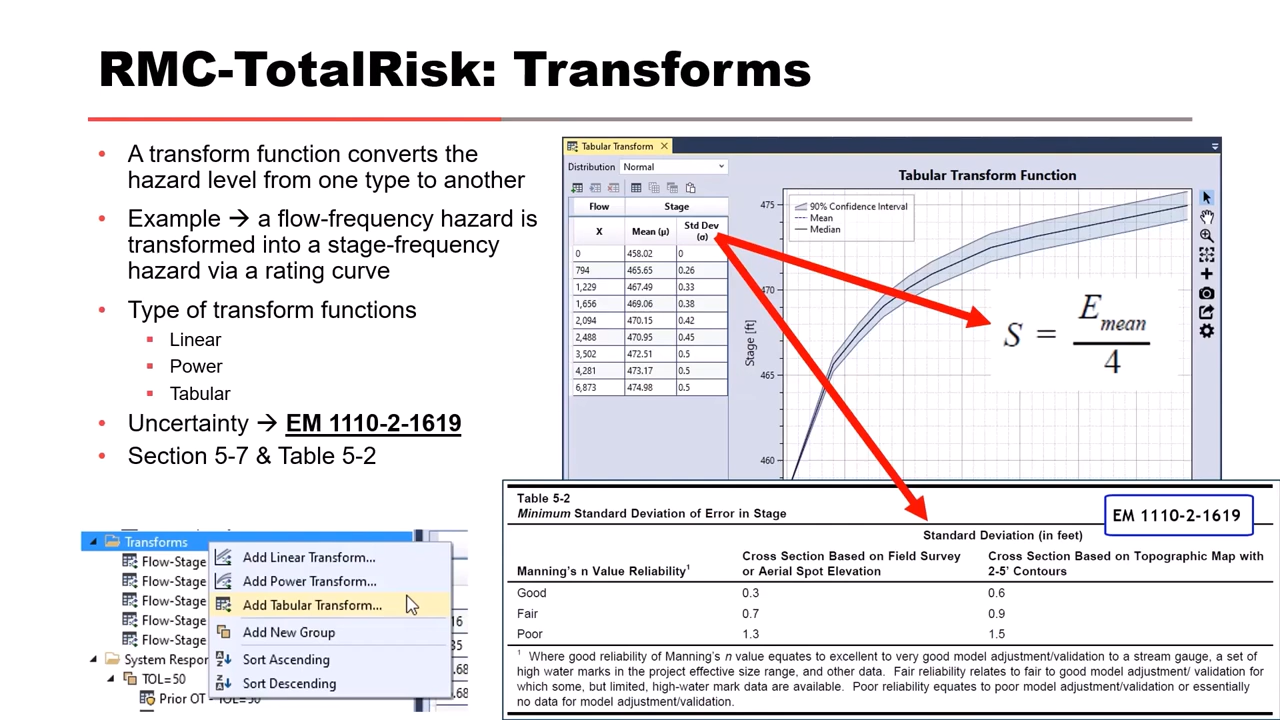 RMC-TotalRisk: Transforms
• A transform function converts the
hazard level from one type to another
• Example → a flow-frequency hazard is
transformed into a stage-frequency
hazard via a rating curve
• Type of transform functions
▪ Linear
▪ Power
▪ Tabular
• Uncertainty → EM 1110-2-1619
• Section 5-7 & Table 5-2
Tabular Transform
Distribution Normal
Flow Stage
X Mean (μ) Std Dev (σ)
0 458.02 0
794 465.65 0.26
1,229 467.49 0.33
1,656 469.06 0.38
2,094 470.15 0.42
2,488 470.95 0.45
3,502 472.51 0.5
4,281 473.17 0.5
6,873 474.98 0.5
Tabular Transform Function
90% Confidence Interval
Mean
Median
475
470
465
460
Stage [ft]
S = E mean / 4
Transforms
Flow-Stage
Flow-Stage
Flow-Stage
Flow-Stage
Flow-Stage
System Respor
TOL=50
Prior OT - TOL=50
Add Linear Transform...
Add Power Transform...
Add Tabular Transform...
Add New Group
Sort Ascending
Sort Descending
16
35
.68
.68
Table 5-2
Minimum Standard Deviation of Error in Stage
EM 1110-2-1619
Standard Deviation (in feet)
Manning's n Value Reliability¹ Cross Section Based on Field Survey or Aerial Spot Elevation Cross Section Based on Topographic Map with 2-5' Contours
Good 0.3 0.6
Fair 0.7 0.9
Poor 1.3 1.5
¹ Where good reliability of Manning's n value equates to excellent to very good model adjustment/validation to a stream gauge, a set of
high water marks in the project effective size range, and other data. Fair reliability relates to fair to good model adjustment/ validation for
which some, but limited, high-water mark data are available. Poor reliability equates to poor model adjustment/validation or essentially
no data for model adjustment/validation.